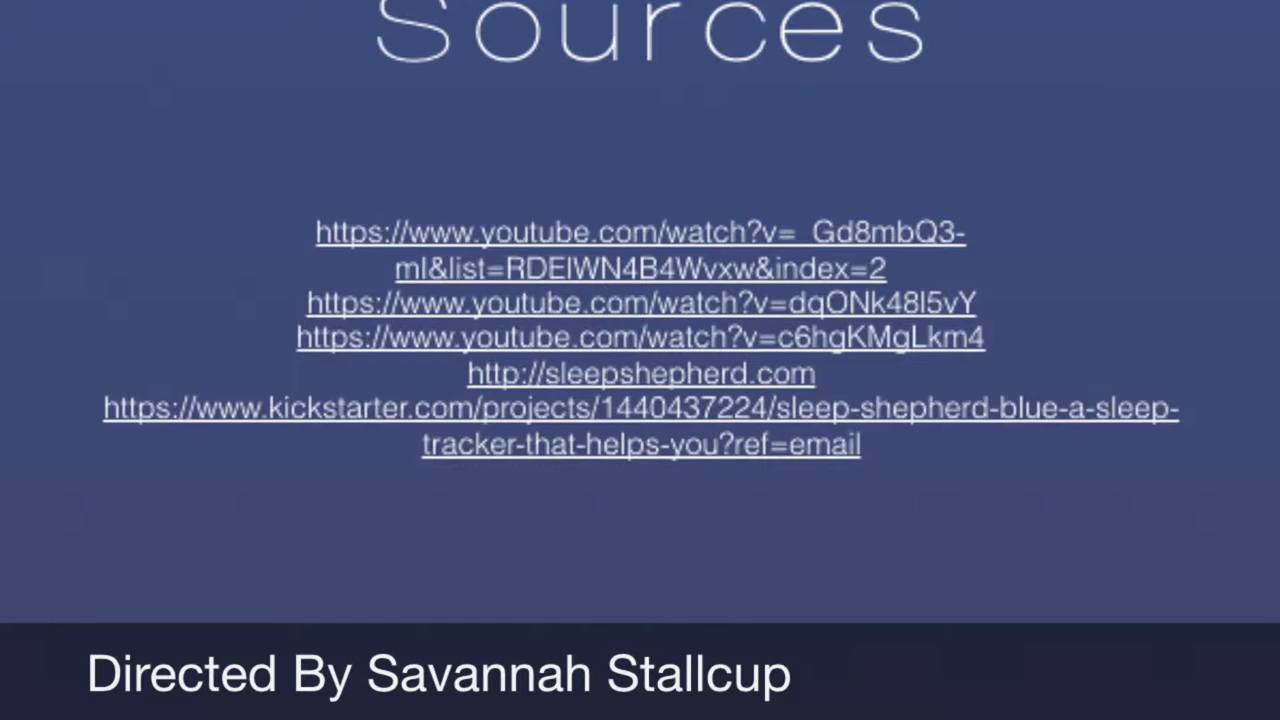 Sources
https://www.youtube.com/watch?v=_Gd8mbQ3-
ml&list=RDEIWN4B4Wvxw&index=2
https://www.youtube.com/watch?v=dqONk48l5vY
https://www.youtube.com/watch?v=c6hgKMgLkm4
http://sleepshepherd.com
https://www.kickstarter.com/projects/1440437224/sleep-shepherd-blue-a-sleep-
tracker-that-helps-you?ref=email
Directed By Savannah Stallcup